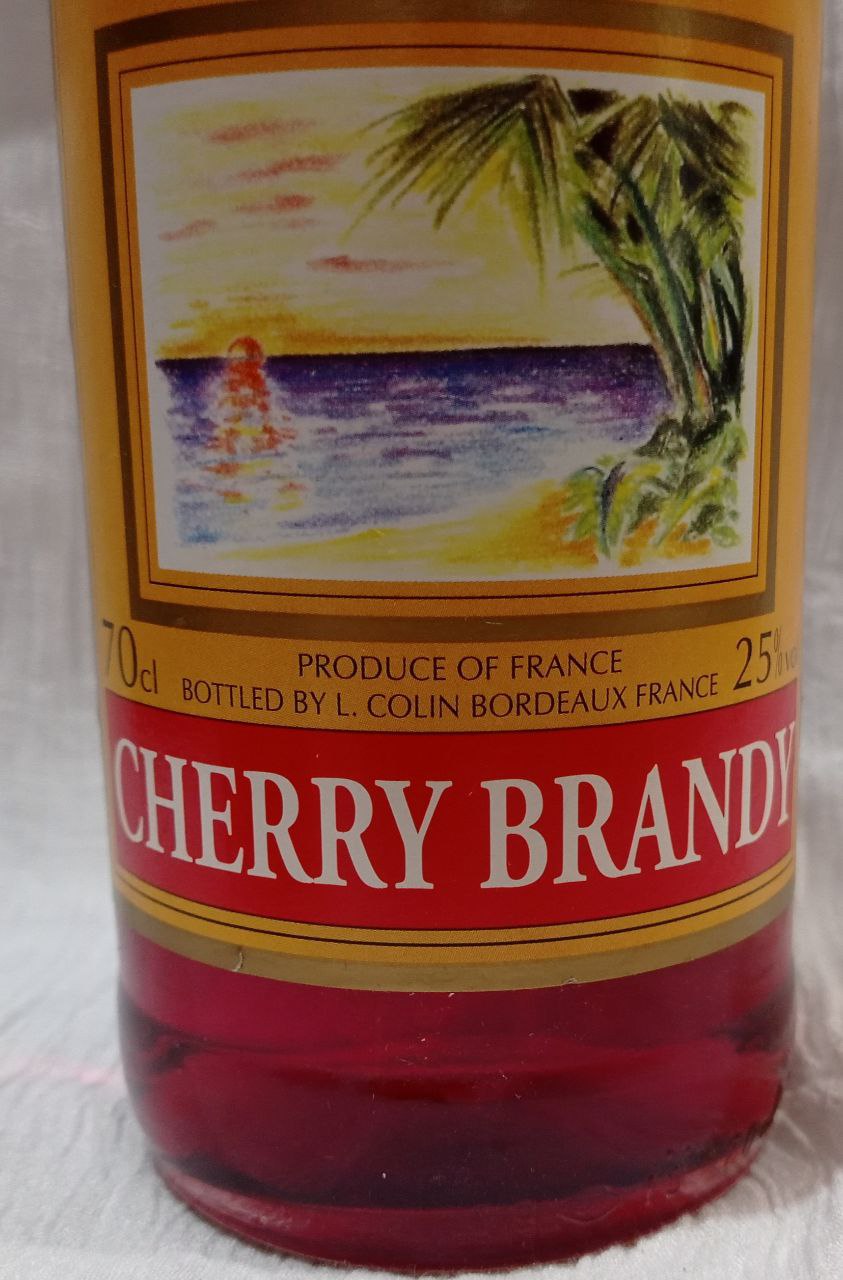 70cl
PRODUCE OF FRANCE
25% vol
BOTTLED BY L. COLIN BORDEAUX FRANCE
CHERRY BRANDY